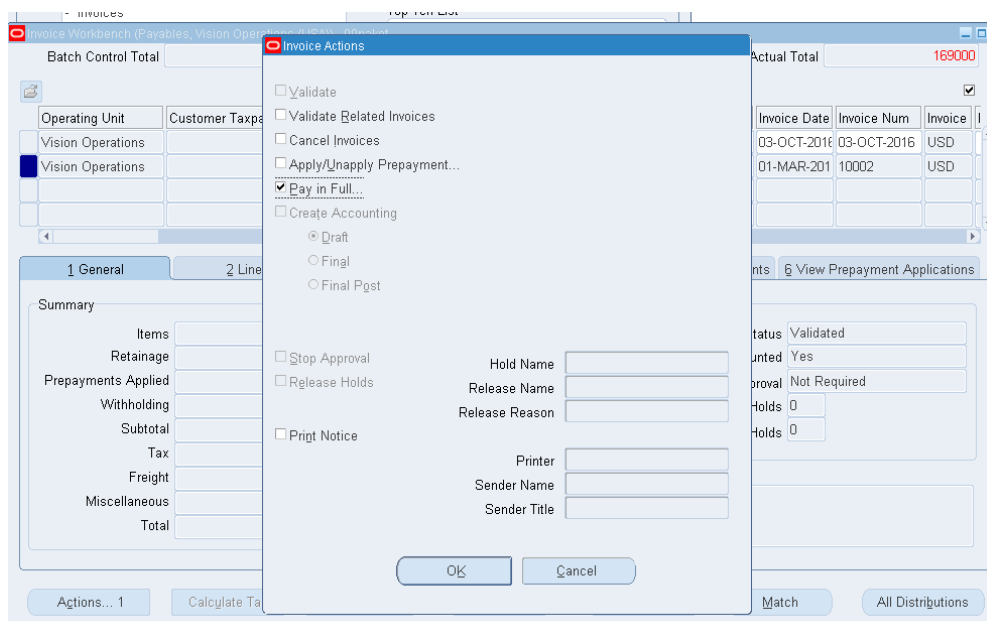 Invoices
Top Ten List
Invoice Workbench (Payables, Vision Operations (USA))
Invoice Actions
Batch Control Total
Actual Total
169000
Validate
Validate Related Invoices
Cancel Invoices
Apply/Unapply Prepayment...
Pay in Full...
Create Accounting
Draft
Final
Final Post
Operating Unit
Customer Taxpa
Invoice Date
Invoice Num
Invoice
Vision Operations
03-OCT-2016
03-OCT-2016
USD
Vision Operations
01-MAR-201
10002
USD
1 General
2 Line
nts
6 View Prepayment Applications
Summary
Items
Retainage
Prepayments Applied
Withholding
Subtotal
Tax
Freight
Miscellaneous
Total
Stop Approval
Release Holds
Print Notice
Hold Name
Release Name
Release Reason
Printer
Sender Name
Sender Title
tatus Validated
unted Yes
proval Not Required
Holds 0
Holds 0
OK
Cancel
Actions... 1
Calculate Ta
Match
All Distributions